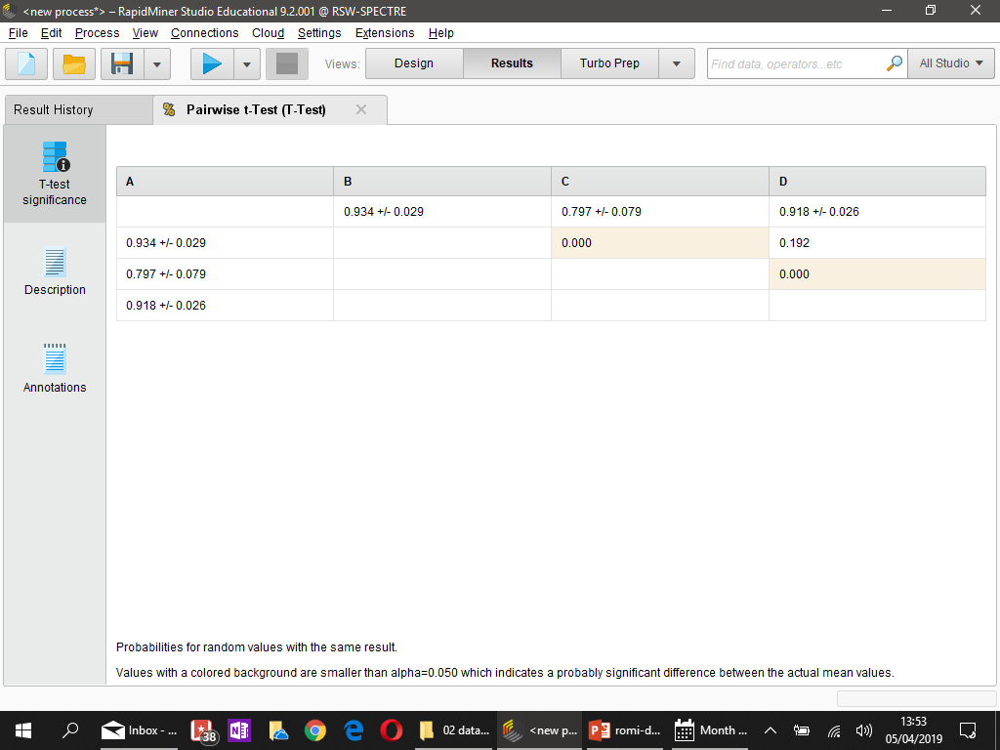 <new process*> – RapidMiner Studio Educational 9.2.001 @ RSW-SPECTRE
File Edit Process View Connections Cloud Settings Extensions Help
Views: Design Results Turbo Prep Find data, operators...etc All Studio
Result History Pairwise t-Test (T-Test)
T-test
significance
Description
Annotations
A B C D
0.934 +/- 0.029 0.797 +/- 0.079 0.918 +/- 0.026
0.934 +/- 0.029 0.000 0.192
0.797 +/- 0.079 0.000
0.918 +/- 0.026
Probabilities for random values with the same result.
Values with a colored background are smaller than alpha=0.050 which indicates a probably significant difference between the actual mean values.
Inbox - ... 38 N 02 data... <new p... romi-d... Month ... 13:53
05/04/2019